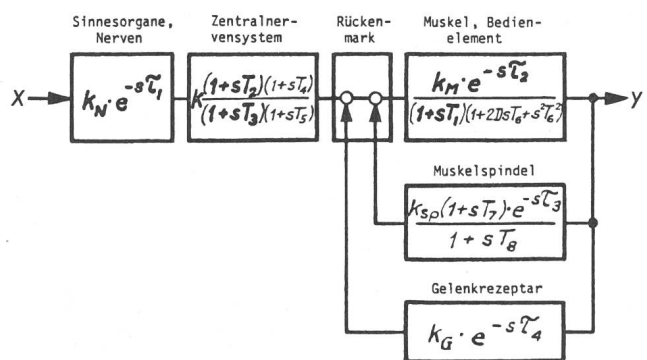 Sinnesorgane,
Nerven
Zentralner-
vensystem
Rücken-
mark
Muskel, Bedien-
element
X
k_N · e^{-sτ_1}
k (1+sT_2)(1+sT_4)
(1+sT_3)(1+sT_5)
k_M · e^{-sτ_2}
(1+sT_1)(1+2DsT_6+s^2T_6^2)
y
Muskelspindel
k_{Sp}(1+sT_7) · e^{-sτ_3}
1 + sT_8
Gelenkrezeptar
k_G · e^{-sτ_4}